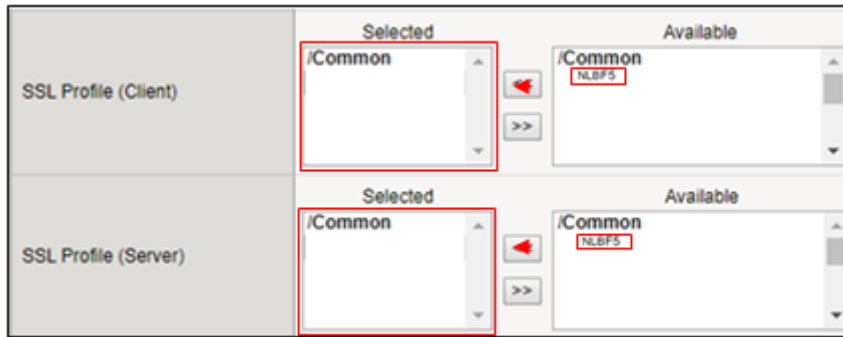 Selected Available
/Common /Common
NLBF5
SSL Profile (Client)
>>
Selected Available
/Common /Common
NLBF5
SSL Profile (Server)
>>